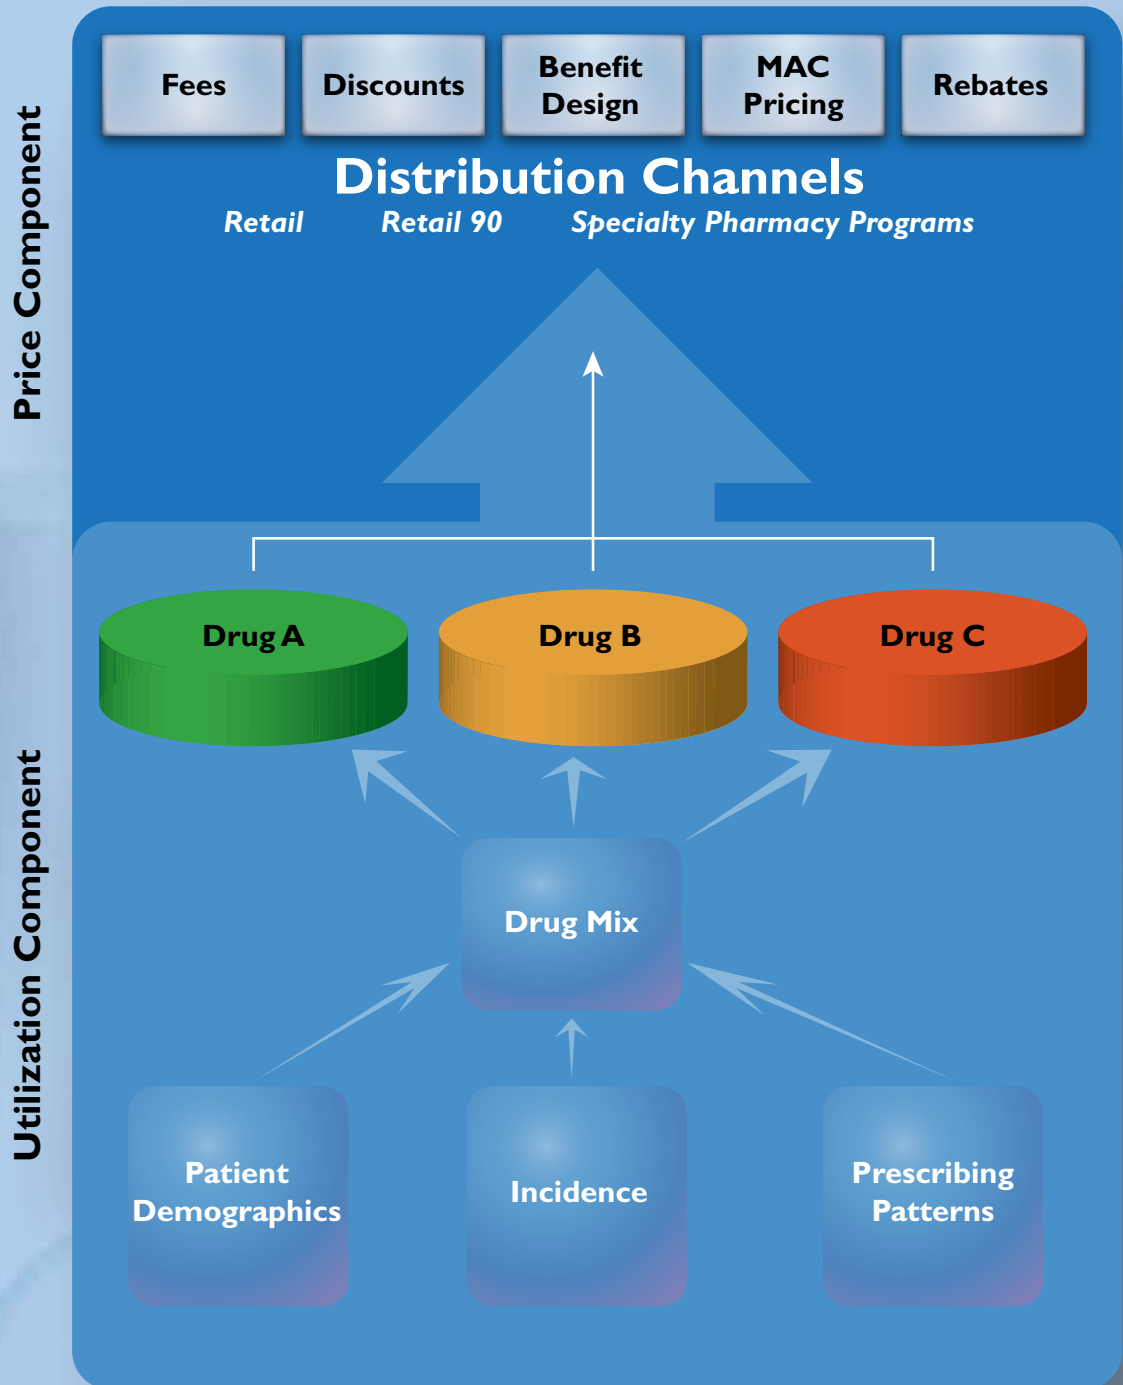 Price Component
Fees
Discounts
Benefit
Design
MAC
Pricing
Rebates
Distribution Channels
Retail Retail 90 Specialty Pharmacy Programs
Utilization Component
Drug A
Drug B
Drug C
Drug Mix
Patient
Demographics
Incidence
Prescribing
Patterns